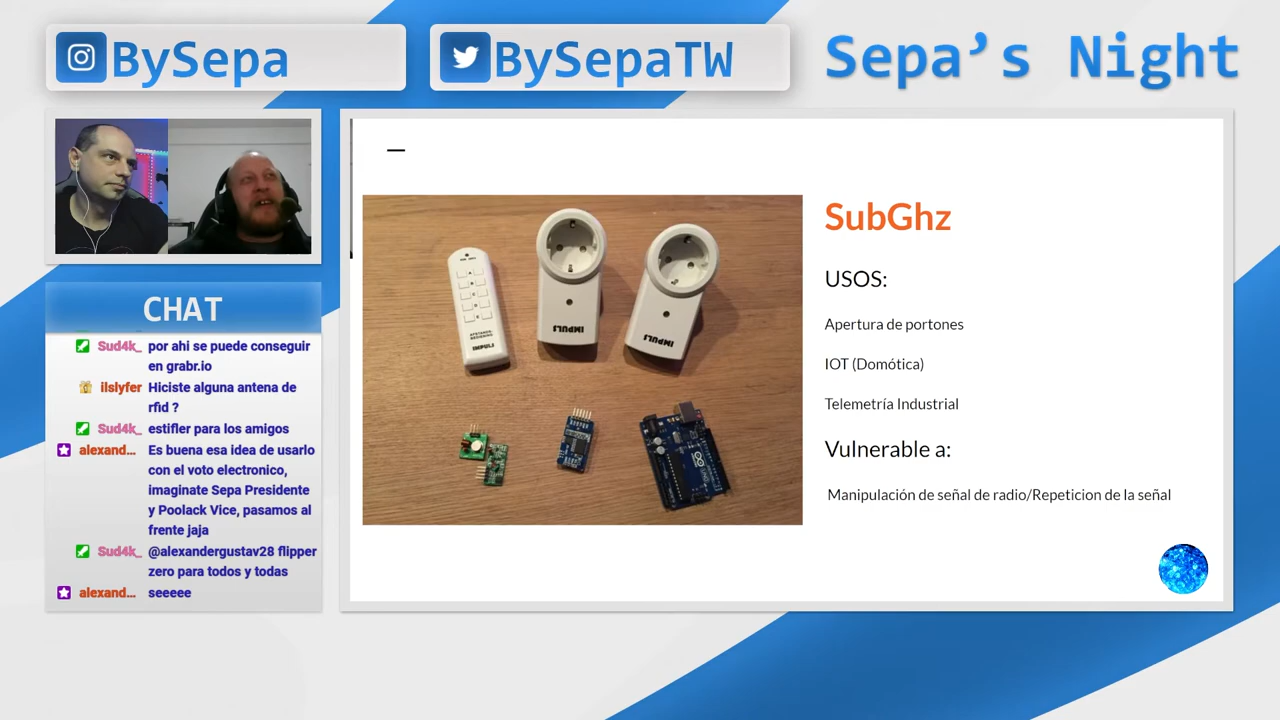 BySepa
BySepaTW
Sepa's Night
CHAT
Sud4k_ por ahi se puede conseguir
en grabr.io
ilslyfer Hiciste alguna antena de
rfid ?
Sud4k_ estifler para los amigos
alexand... Es buena esa idea de usarlo
con el voto electronico,
imaginate Sepa Presidente
y Poolack Vice, pasamos al
frente jaja
Sud4k_ @alexandergustav28 flipper
zero para todos y todas
alexand... seeeee
IMPULS
IMPULS
IMPULS
SubGhz
USOS:
Apertura de portones
IOT (Domótica)
Telemetría Industrial
Vulnerable a:
Manipulación de señal de radio/Repeticion de la señal